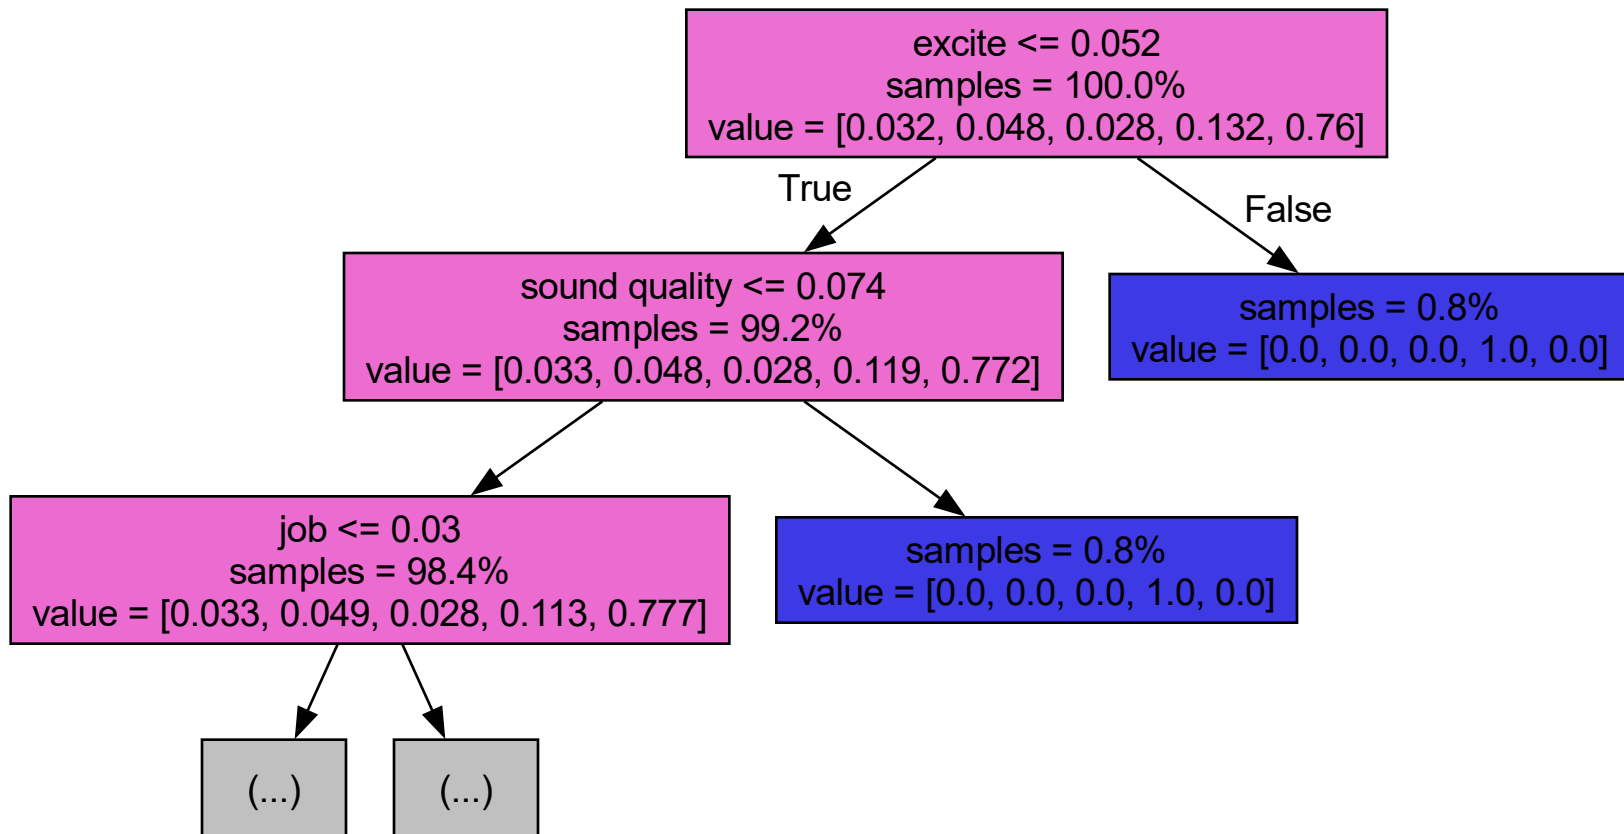 excite <= 0.052
samples = 100.0%
value = [0.032, 0.048, 0.028, 0.132, 0.76]
True
False
sound quality <= 0.074
samples = 99.2%
value = [0.033, 0.048, 0.028, 0.119, 0.772]
samples = 0.8%
value = [0.0, 0.0, 0.0, 1.0, 0.0]
job <= 0.03
samples = 98.4%
value = [0.033, 0.049, 0.028, 0.113, 0.777]
samples = 0.8%
value = [0.0, 0.0, 0.0, 1.0, 0.0]
(...)
(...)